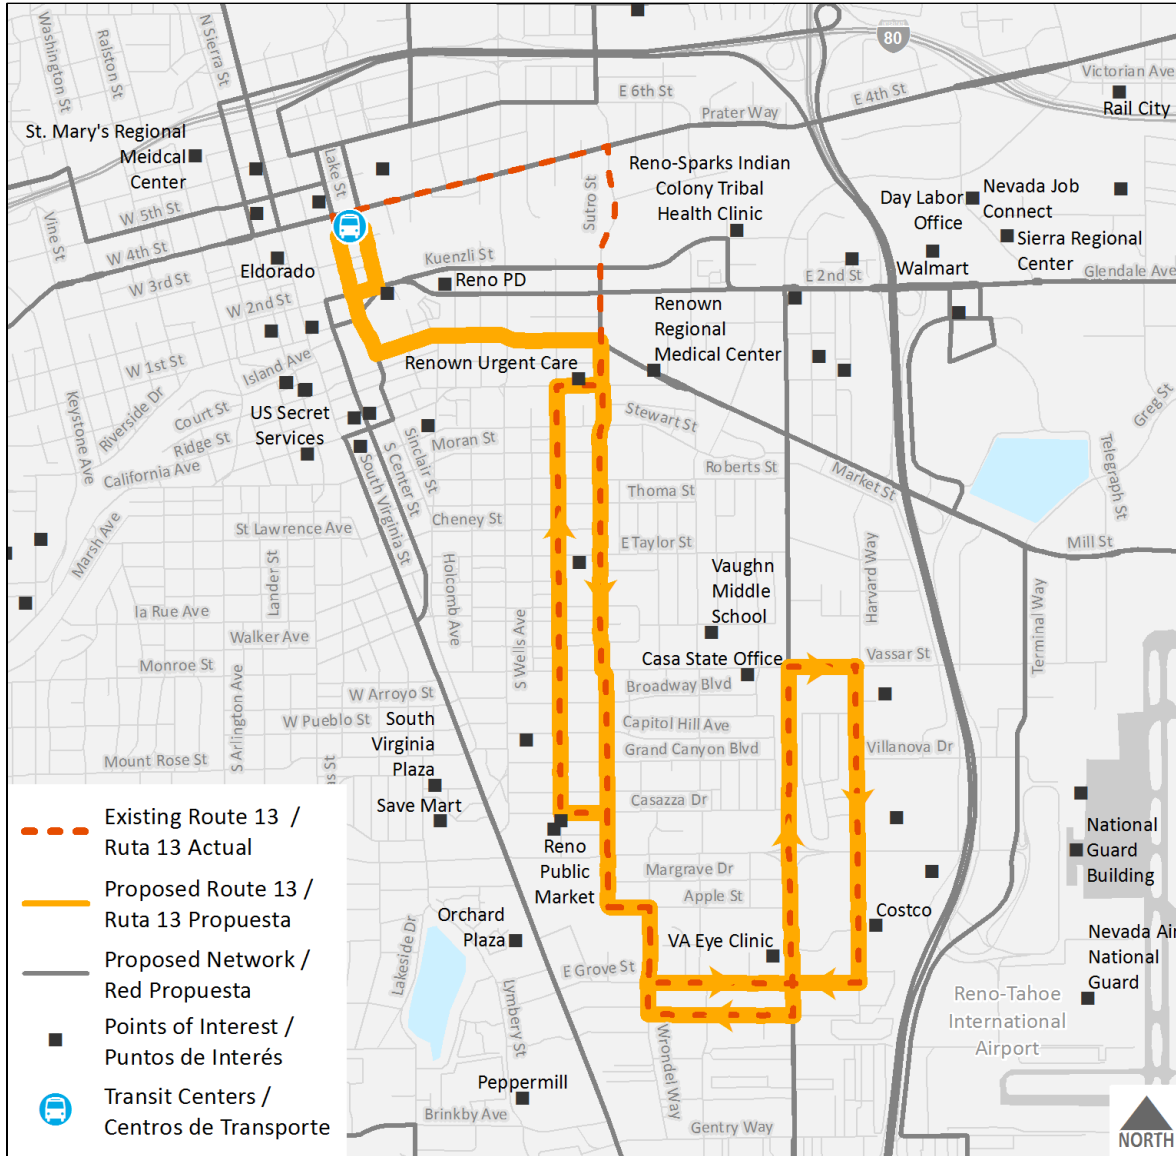 Washington St
Ralston St
N Sierra St
80
Victorian Ave
Rail City
E 6th St
E 4th St
Prater Way
St. Mary's Regional
Meidcal
Center
Lake St
Sutro St
Reno-Sparks Indian
Colony Tribal
Health Clinic
Day Labor
Office
Nevada Job
Connect
Sierra Regional
Center
Walmart
Vine St
W 5th St
W 4th St
W 3rd St
Eldorado
Kuenzli St
Reno PD
E 2nd St
Glendale Ave
W 2nd St
Renown
Regional
Medical Center
W 1st St
Island Ave
Renown Urgent Care
Keystone Ave
Riverside Dr
Court St
Ridge St
California Ave
US Secret
Services
Sinclair St
Moran St
S Center St
South Virginia St
Stewart St
Roberts St
Market St
Greg St
Telegraph St
Thoma St
Cheney St
St Lawrence Ave
Marsh Ave
E Taylor St
Mill St
Harvard Way
Lander St
Holcomb Ave
Vaughn
Middle
School
la Rue Ave
Walker Ave
S Wells Ave
Terminal Way
Monroe St
Casa State Office
Vassar St
Broadway Blvd
S Arlington Ave
W Arroyo St
W Pueblo St
South
Virginia
Plaza
Capitol Hill Ave
Grand Canyon Blvd
Villanova Dr
Mount Rose St
us St
Save Mart
Casazza Dr
Reno
Public
Market
National
Guard
Building
Margrave Dr
Apple St
Costco
Orchard
Plaza
VA Eye Clinic
Nevada Air
National
Guard
Lakeside Dr
E Grove St
Lymbery St
Wrondel Way
Reno-Tahoe
International
Airport
Peppermill
Brinkby Ave
Gentry Way
NORTH
Existing Route 13 /
Ruta 13 Actual
Proposed Route 13 /
Ruta 13 Propuesta
Proposed Network /
Red Propuesta
Points of Interest /
Puntos de Interés
Transit Centers /
Centros de Transporte